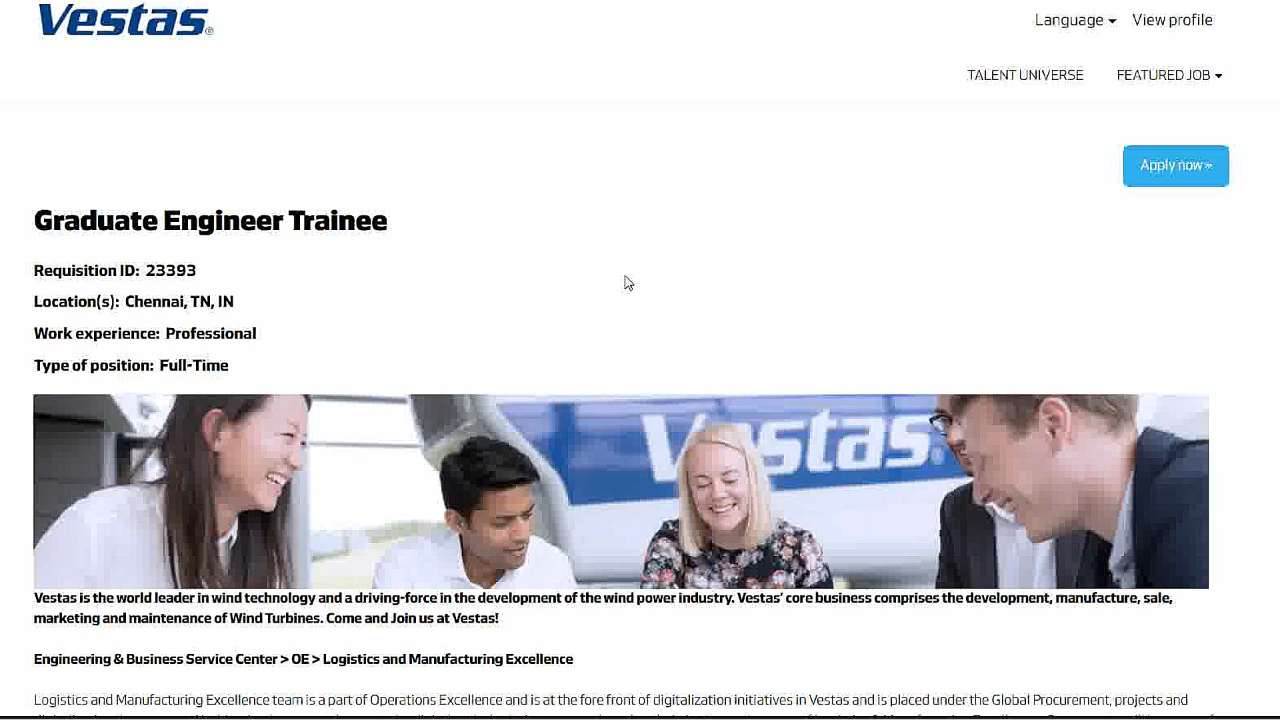 Vestas®
Language View profile
TALENT UNIVERSE FEATURED JOB
Apply now »
Graduate Engineer Trainee
Requisition ID: 23393
Location(s): Chennai, TN, IN
Work experience: Professional
Type of position: Full-Time
Vestas.
Vestas is the world leader in wind technology and a driving-force in the development of the wind power industry. Vestas' core business comprises the development, manufacture, sale,
marketing and maintenance of Wind Turbines. Come and Join us at Vestas!
Engineering & Business Service Center > OE > Logistics and Manufacturing Excellence
Logistics and Manufacturing Excellence team is a part of Operations Excellence and is at the fore front of digitalization initiatives in Vestas and is placed under the Global Procurement, projects and